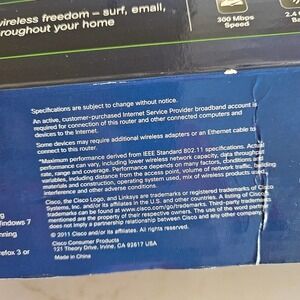 wireless freedom – surf, email,
throughout your home
300 Mbps
Speed
2.4
Specifications are subject to change without notice.
An active, customer-purchased Internet Service Provider broadband account is
required for connection of this router and other connected computers and
devices to the Internet.
Some devices may require additional wireless adapters or an Ethernet cable to
connect to this router.
*Maximum performance derived from IEEE Standard 802.11 specifications. Actual
performance can vary, including lower wireless network capacity, data throughput
rate, range and coverage. Performance depends on many factors, conditions and
variables, including distance from the access point, volume of network traffic, building
materials and construction, operating system used, mix of wireless products used,
interference and other adverse conditions.
Cisco, the Cisco Logo, and Linksys are trademarks or registered trademarks of Cisco
Systems, Inc. and/or its affiliates in the U.S. and other countries. A listing of Cisco's
trademarks can be found at www.cisco.com/go/trademarks. Third-party trademarks
mentioned are the property of their respective owners. The use of the word partner
does not imply a partnership relationship between Cisco and any other company.
© 2011 Cisco and/or its affiliates. All rights reserved.
Cisco Consumer Products
121 Theory Drive, Irvine, CA 92617 USA
Made in China
Windows 7
Firefox 3 or